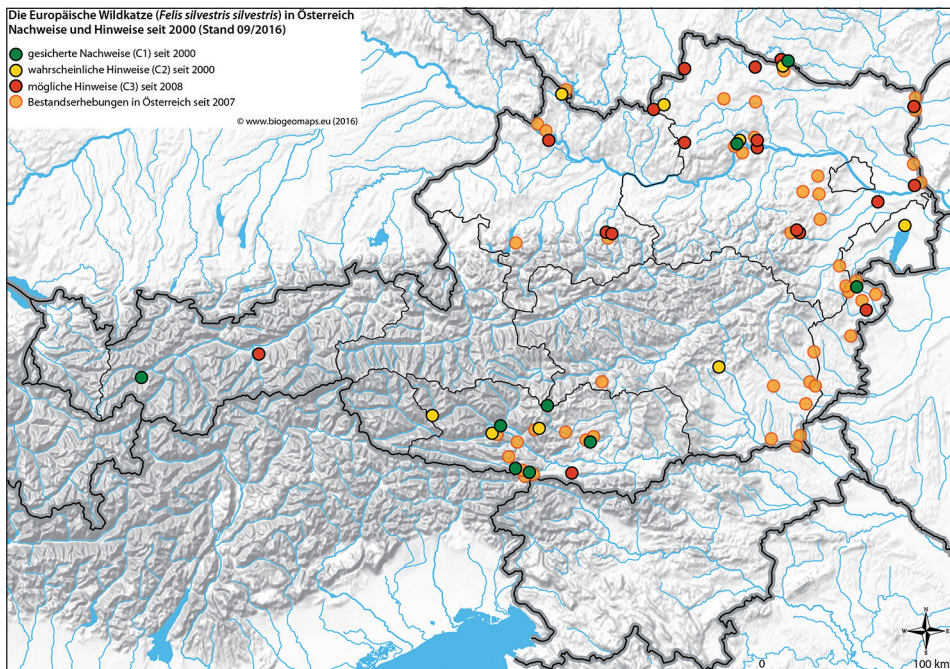 Die Europäische Wildkatze (Felis silvestris silvestris) in Österreich
Nachweise und Hinweise seit 2000 (Stand 09/2016)
gesicherte Nachweise (C1) seit 2000
wahrscheinliche Hinweise (C2) seit 2000
mögliche Hinweise (C3) seit 2008
Bestandserhebungen in Österreich seit 2007
© www.biogeomaps.eu (2016)
N
W E
S
0 100 km